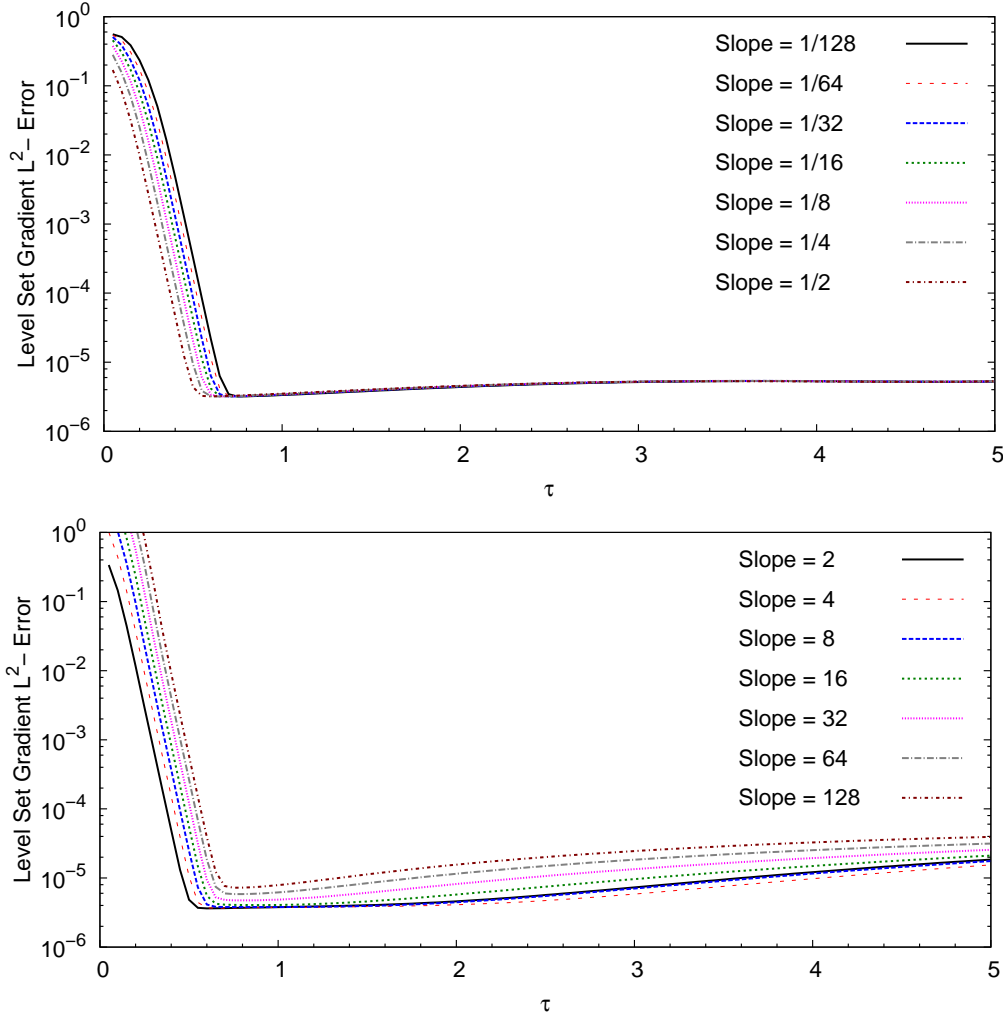 10^0
10^-1
10^-2
10^-3
10^-4
10^-5
10^-6
Level Set Gradient L^2– Error
Slope = 1/128
Slope = 1/64
Slope = 1/32
Slope = 1/16
Slope = 1/8
Slope = 1/4
Slope = 1/2
0 1 2 3 4 5
τ
10^0
10^-1
10^-2
10^-3
10^-4
10^-5
10^-6
Level Set Gradient L^2– Error
Slope = 2
Slope = 4
Slope = 8
Slope = 16
Slope = 32
Slope = 64
Slope = 128
0 1 2 3 4 5
τ